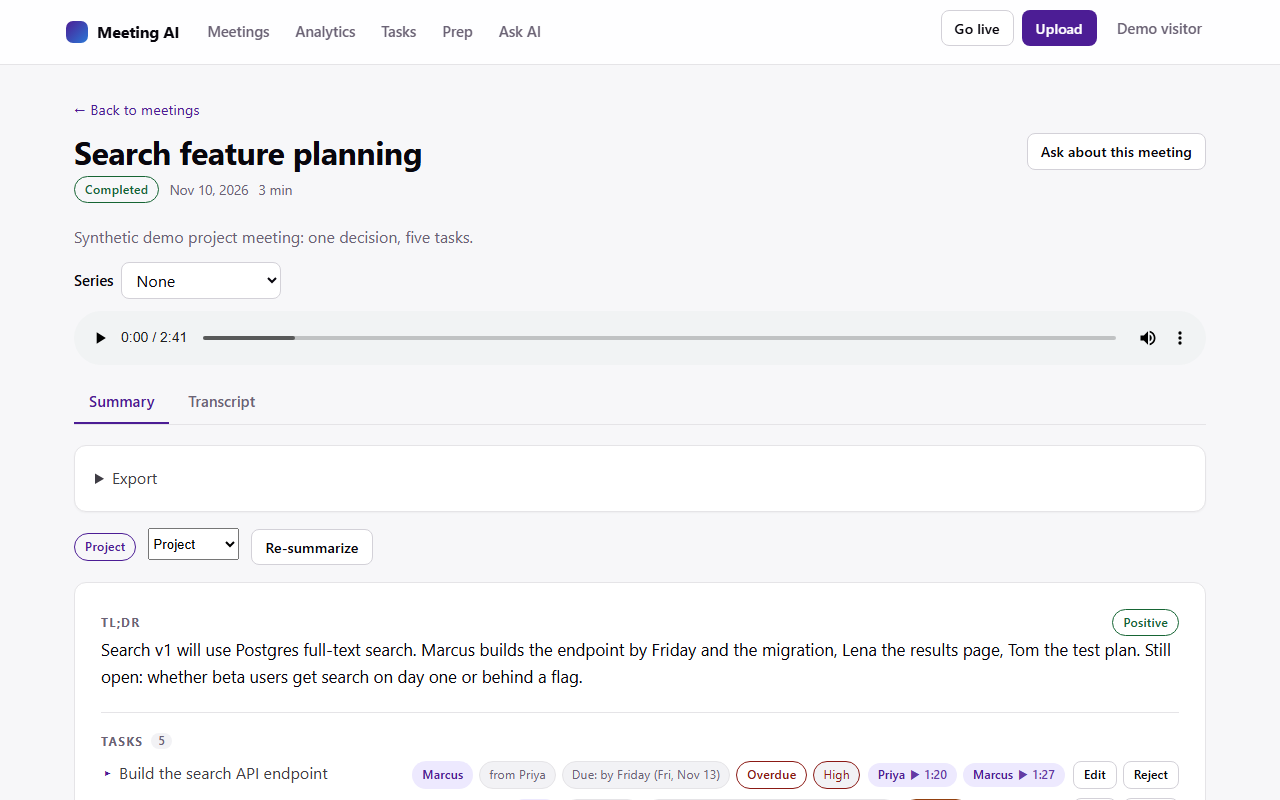 Meeting AI Meetings Analytics Tasks Prep Ask AI Go live Upload Demo visitor
← Back to meetings
Search feature planning
Ask about this meeting
Completed Nov 10, 2026 3 min
Synthetic demo project meeting: one decision, five tasks.
Series None
0:00 / 2:41
Summary Transcript
Export
Project Project Re-summarize
TL;DR Positive
Search v1 will use Postgres full-text search. Marcus builds the endpoint by Friday and the migration, Lena the results page, Tom the test plan. Still
open: whether beta users get search on day one or behind a flag.
TASKS 5
Build the search API endpoint Marcus from Priya Due: by Friday (Fri, Nov 13) Overdue High Priya ▶ 1:20 Marcus ▶ 1:27 Edit Reject